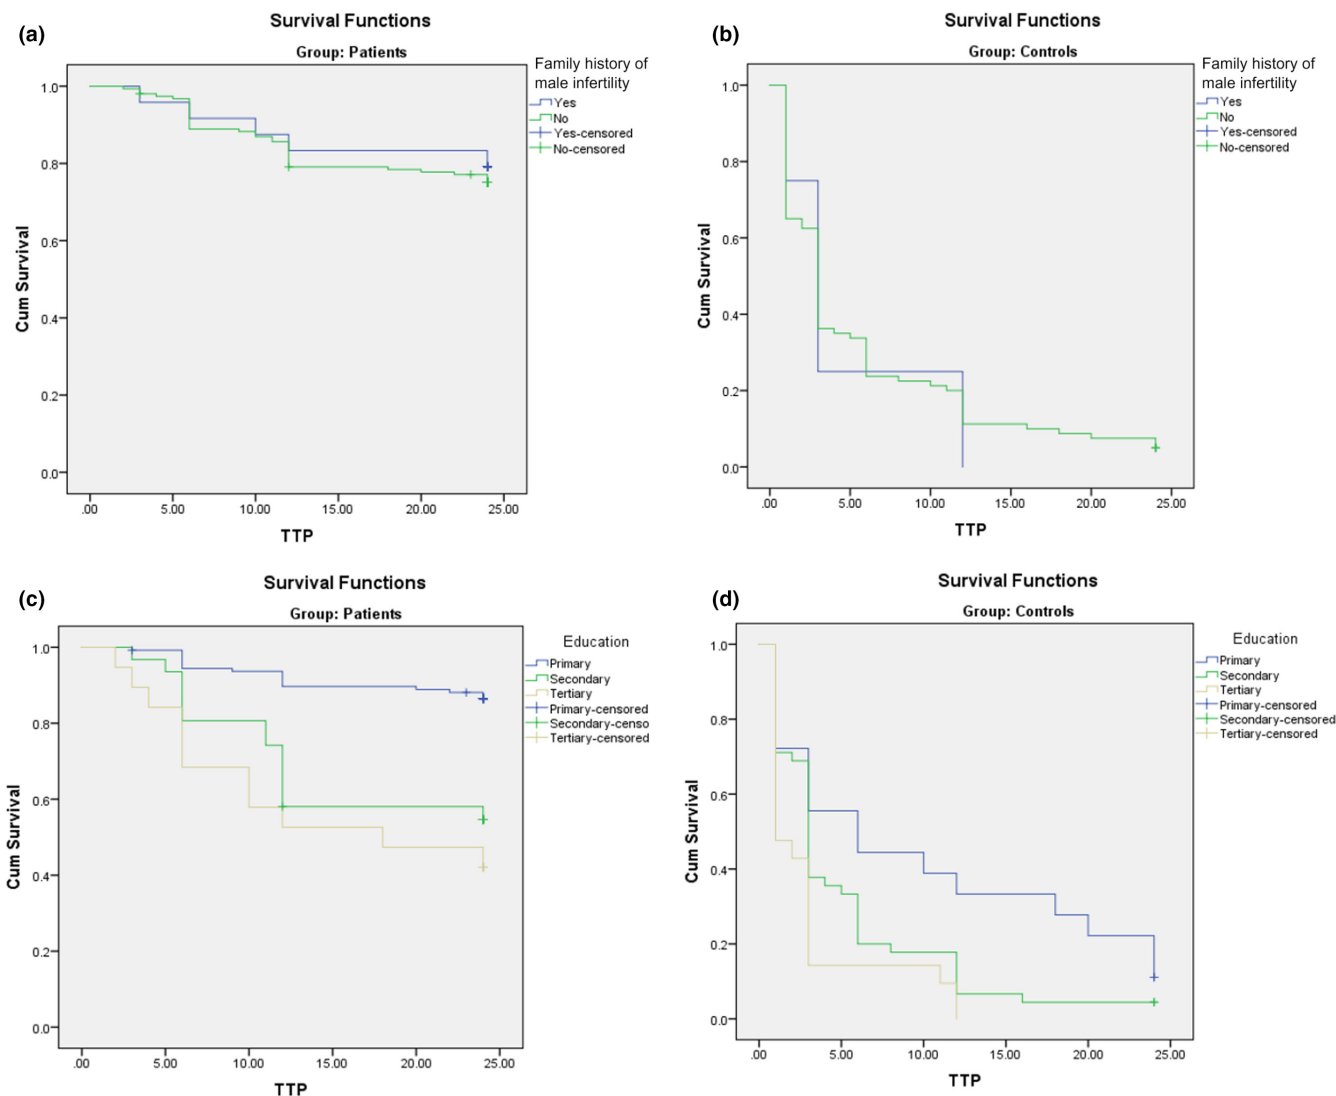 (a)
Survival Functions
Group: Patients
Family history of
male infertility
Yes
No
Yes-censored
No-censored
1.0
0.8
0.6
0.4
0.2
0.0
Cum Survival
.00 5.00 10.00 15.00 20.00 25.00
TTP
(b)
Survival Functions
Group: Controls
Family history of
male infertility
Yes
No
Yes-censored
No-censored
1.0
0.8
0.6
0.4
0.2
0.0
Cum Survival
.00 5.00 10.00 15.00 20.00 25.00
TTP
(c)
Survival Functions
Group: Patients
Education
Primary
Secondary
Tertiary
Primary-censored
Secondary-censo
Tertiary-censored
1.0
0.8
0.6
0.4
0.2
0.0
Cum Survival
.00 5.00 10.00 15.00 20.00 25.00
TTP
(d)
Survival Functions
Group: Controls
Education
Primary
Secondary
Tertiary
Primary-censored
Secondary-censored
Tertiary-censored
1.0
0.8
0.6
0.4
0.2
0.0
Cum Survival
.00 5.00 10.00 15.00 20.00 25.00
TTP